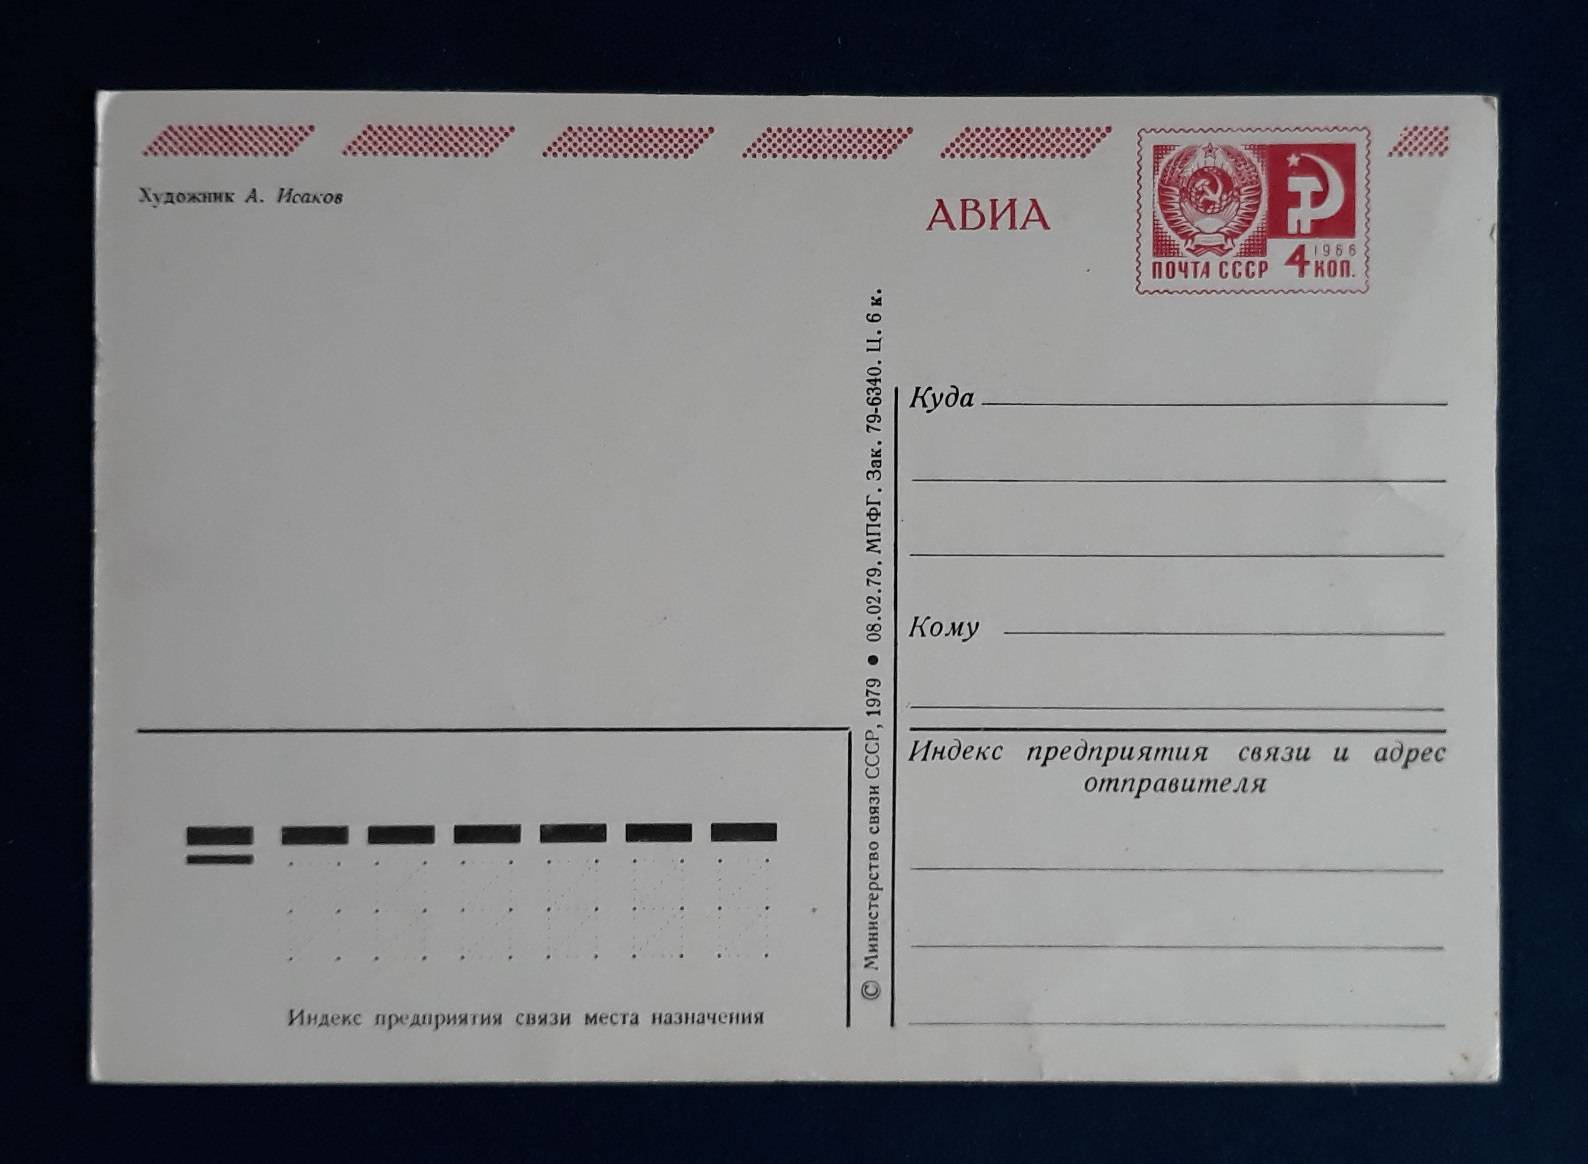 Художник А. Исаков
АВИА
ПОЧТА СССР
1966
4 КОП.
© Министерство связи СССР, 1979 ● 08.02.79. МПФГ. Зак. 79-6340. Ц. 6 к.
Куда
Кому
Индекс предприятия связи и адрес
отправителя
Индекс предприятия связи места назначения